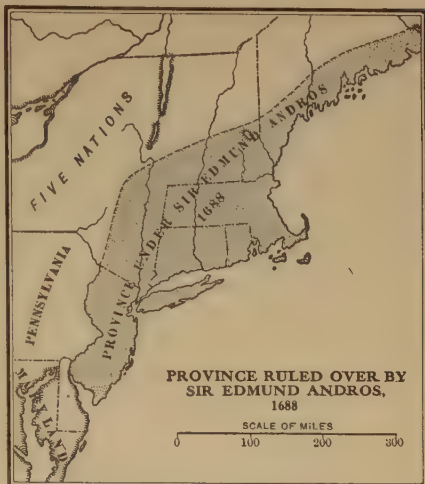 FIVE NATIONS
PROVINCE UNDER SIR EDMUND ANDROS
1688
PENNSYLVANIA
MARYLAND
PROVINCE RULED OVER BY
SIR EDMUND ANDROS,
1688
SCALE OF MILES
0 100 200 300